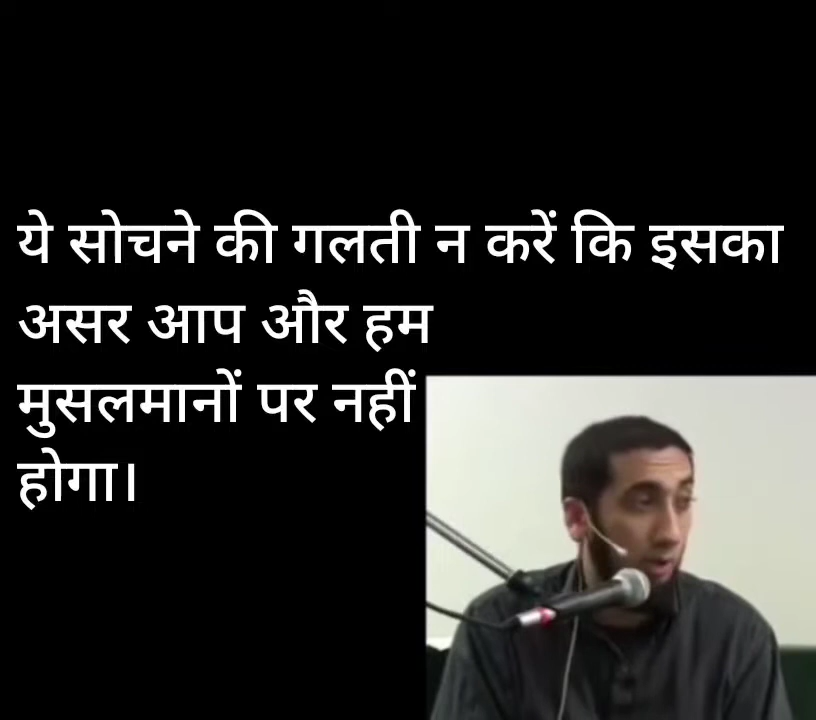 ये सोचने की गलती न करें कि इसका
असर आप और हम
मुसलमानों पर नहीं
होगा।